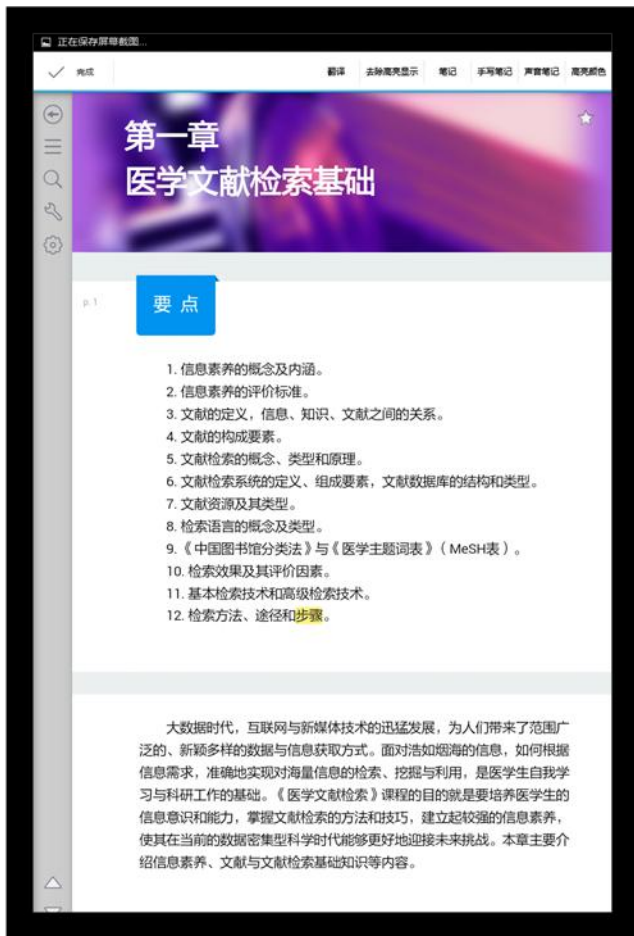 正在保存屏幕截图...
完成 翻译 去除高亮显示 笔记 手写笔记 声音笔记 高亮颜色
第一章
医学文献检索基础
p. 1
要 点
1. 信息素养的概念及内涵。
2. 信息素养的评价标准。
3. 文献的定义，信息、知识、文献之间的关系。
4. 文献的构成要素。
5. 文献检索的概念、类型和原理。
6. 文献检索系统的定义、组成要素，文献数据库的结构和类型。
7. 文献资源及其类型。
8. 检索语言的概念及类型。
9.《中国图书馆分类法》与《医学主题词表》（MeSH表）。
10. 检索效果及其评价因素。
11. 基本检索技术和高级检索技术。
12. 检索方法、途径和步骤。
大数据时代，互联网与新媒体技术的迅猛发展，为人们带来了范围广
泛的、新颖多样的数据与信息获取方式。面对浩如烟海的信息，如何根据
信息需求，准确地实现对海量信息的检索、挖掘与利用，是医学生自我学
习与科研工作的基础。《医学文献检索》课程的目的就是要培养医学生的
信息意识和能力，掌握文献检索的方法和技巧，建立起较强的信息素养，
使其在当前的数据密集型科学时代能够更好地迎接未来挑战。本章主要介
绍信息素养、文献与文献检索基础知识等内容。